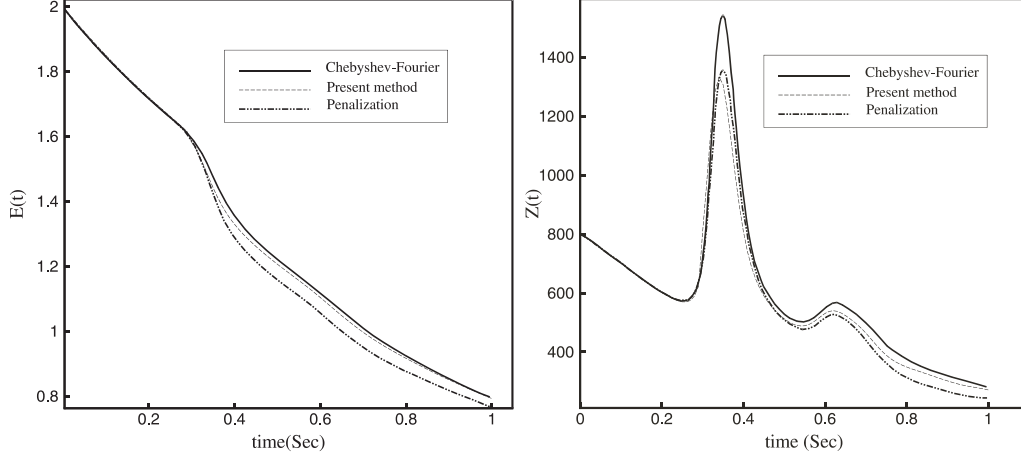 2
1.8
1.6
1.4
1.2
1
0.8
E(t)
0.2
0.4
0.6
0.8
1
time(Sec)
Chebyshev-Fourier
Present method
Penalization
1400
1200
1000
800
600
400
Z(t)
0
0.2
0.4
0.6
0.8
1
time (Sec)
Chebyshev-Fourier
Present method
Penalization